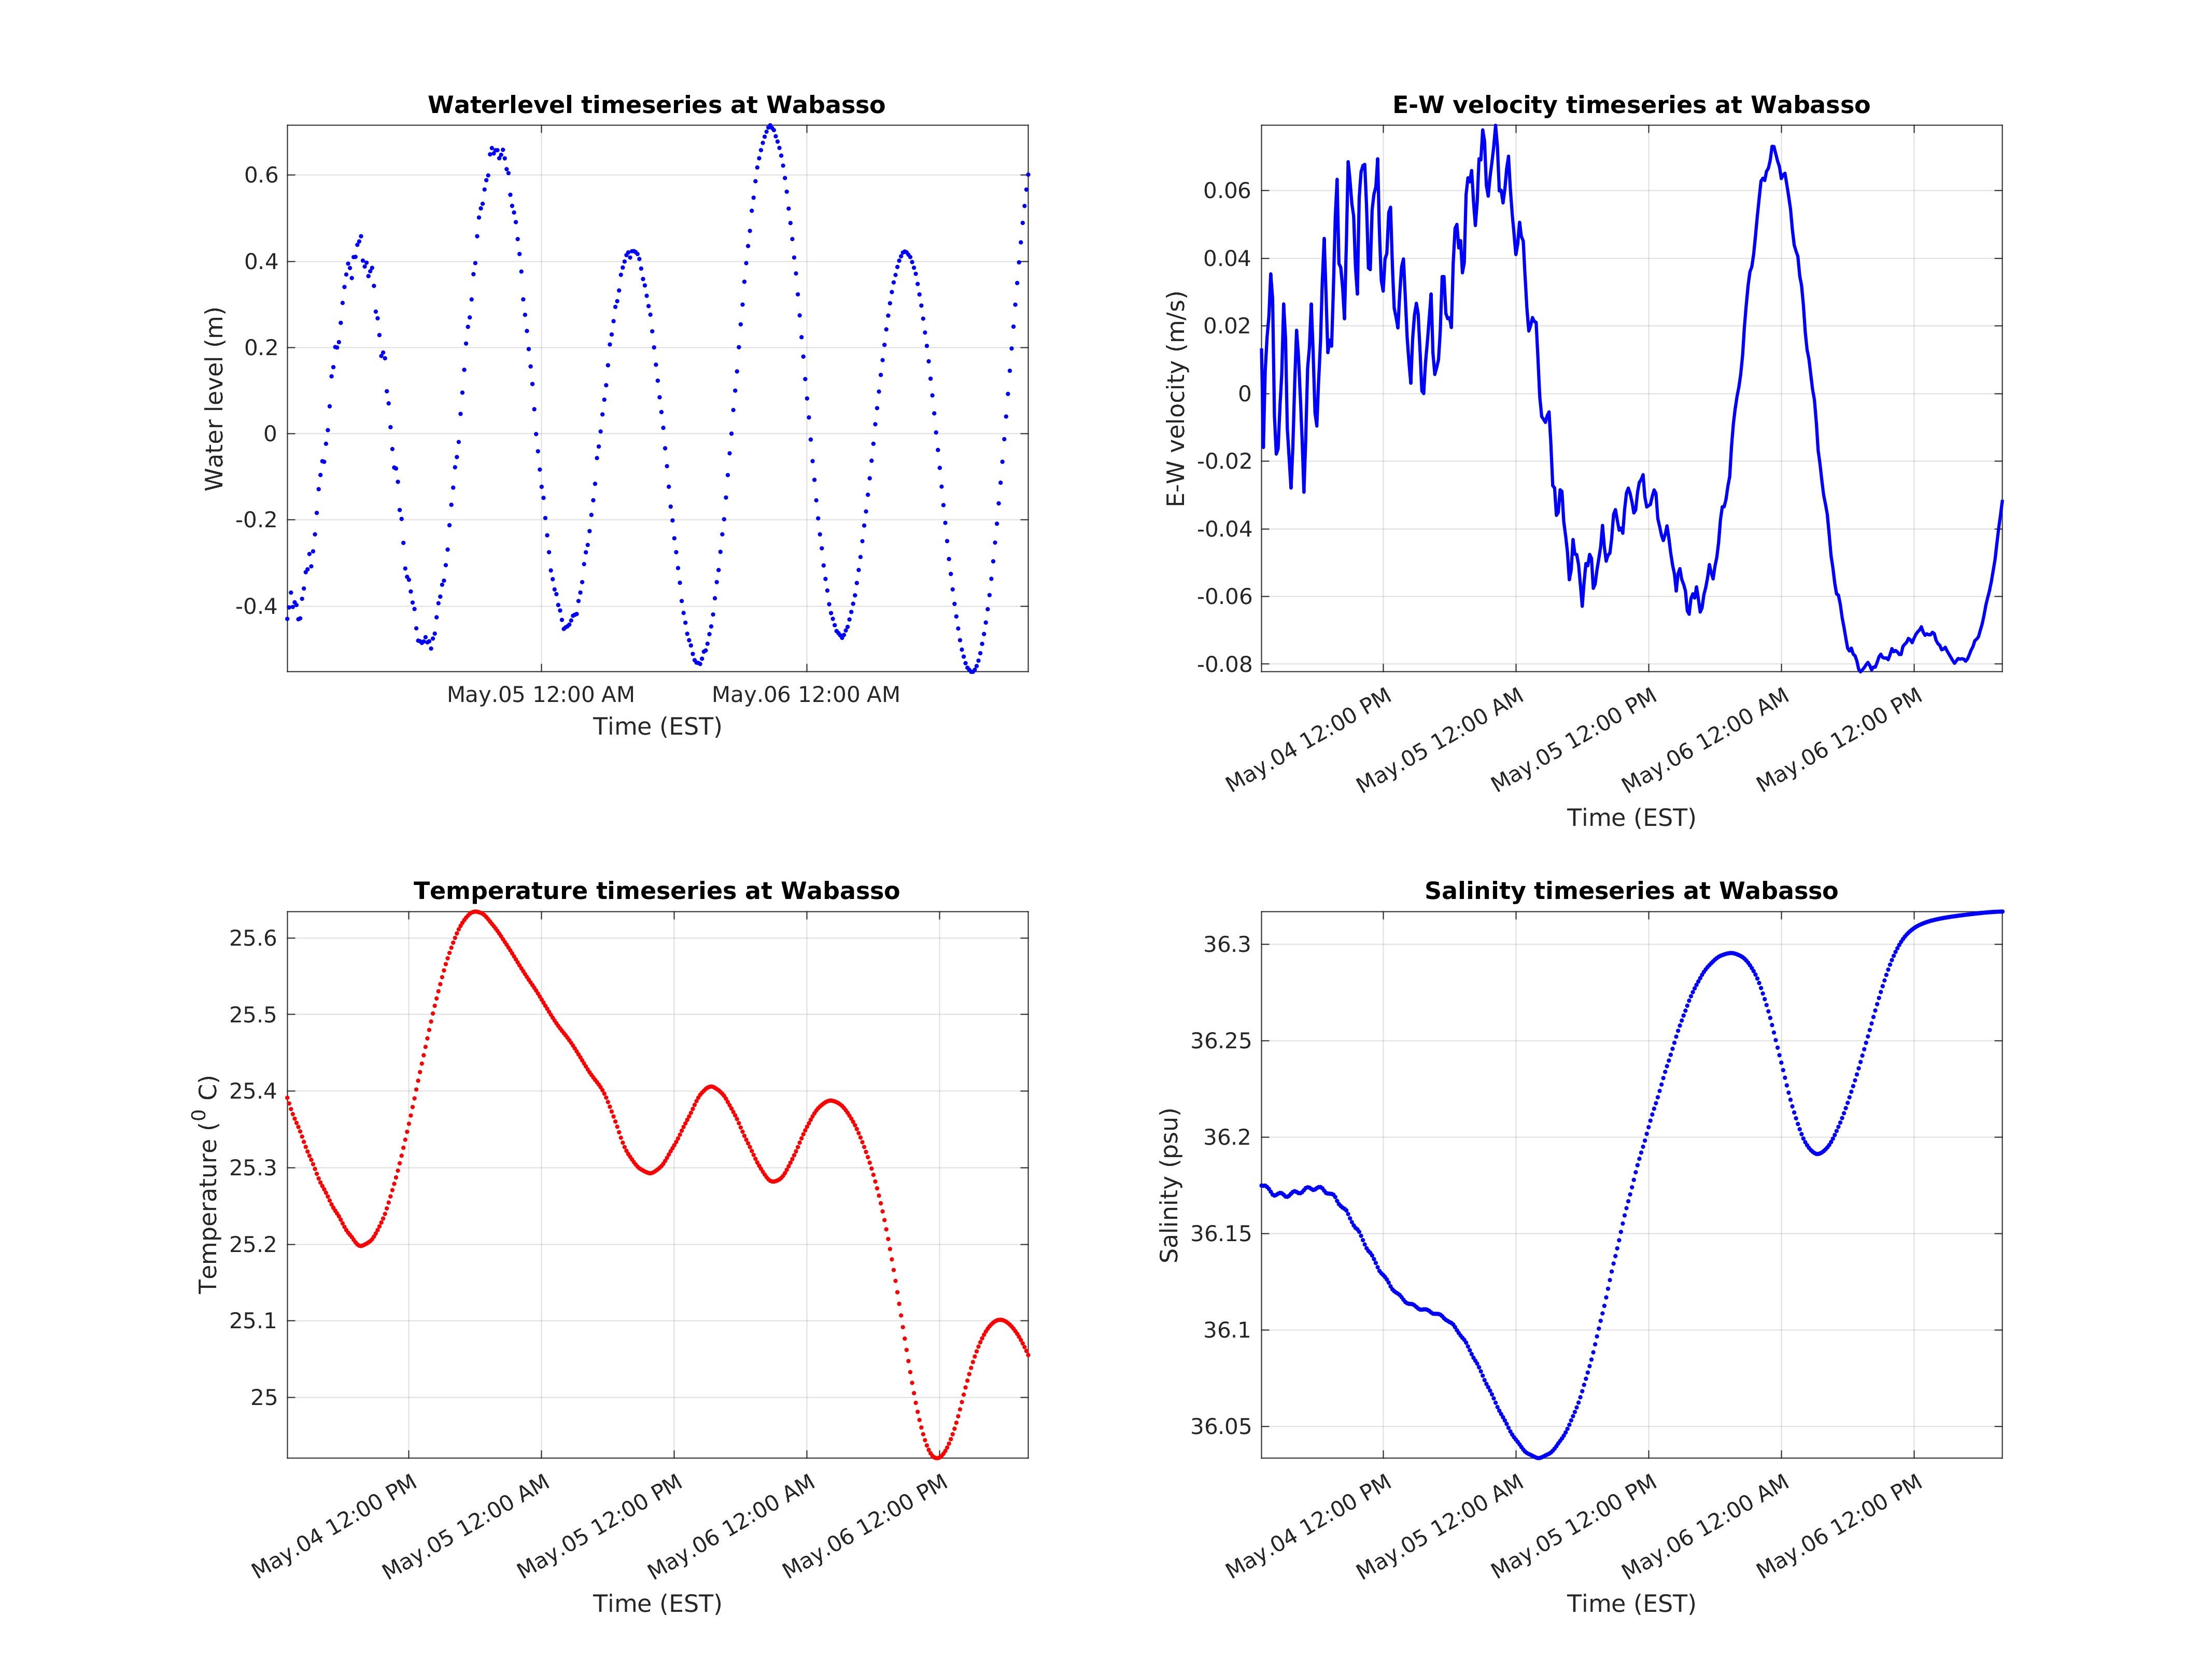 Waterlevel timeseries at Wabasso
0.6
0.4
0.2
0
-0.2
-0.4
Water level (m)
May.05 12:00 AM
May.06 12:00 AM
Time (EST)
E-W velocity timeseries at Wabasso
0.06
0.04
0.02
0
-0.02
-0.04
-0.06
-0.08
E-W velocity (m/s)
May.04 12:00 PM
May.05 12:00 AM
May.05 12:00 PM
May.06 12:00 AM
May.06 12:00 PM
Time (EST)
Temperature timeseries at Wabasso
25.6
25.5
25.4
25.3
25.2
25.1
25
Temperature (⁰ C)
May.04 12:00 PM
May.05 12:00 AM
May.05 12:00 PM
May.06 12:00 AM
May.06 12:00 PM
Time (EST)
Salinity timeseries at Wabasso
36.3
36.25
36.2
36.15
36.1
36.05
Salinity (psu)
May.04 12:00 PM
May.05 12:00 AM
May.05 12:00 PM
May.06 12:00 AM
May.06 12:00 PM
Time (EST)